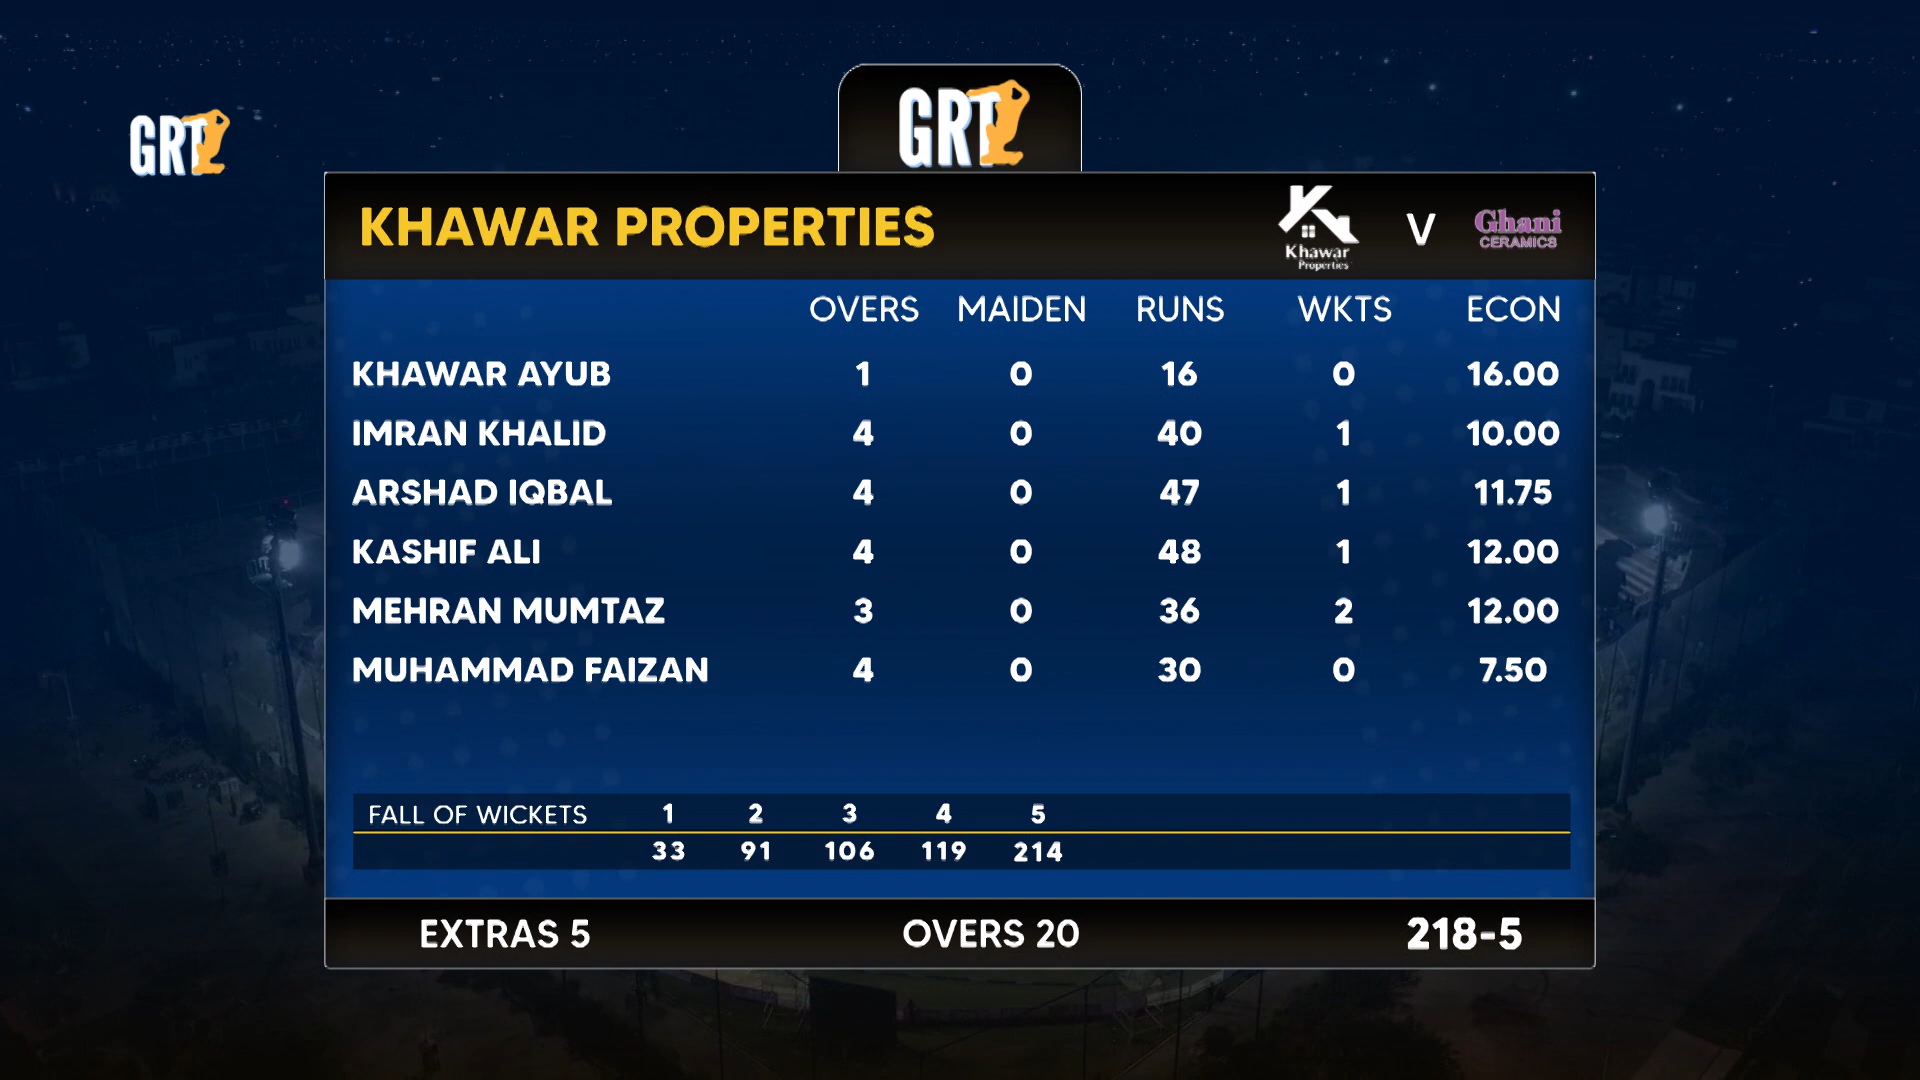 GRT
GRT
KHAWAR PROPERTIES
Khawar
Properties
V
Ghani
CERAMICS
OVERS MAIDEN RUNS WKTS ECON
KHAWAR AYUB 1 0 16 0 16.00
IMRAN KHALID 4 0 40 1 10.00
ARSHAD IQBAL 4 0 47 1 11.75
KASHIF ALI 4 0 48 1 12.00
MEHRAN MUMTAZ 3 0 36 2 12.00
MUHAMMAD FAIZAN 4 0 30 0 7.50
FALL OF WICKETS 1 2 3 4 5
33 91 106 119 214
EXTRAS 5 OVERS 20 218-5